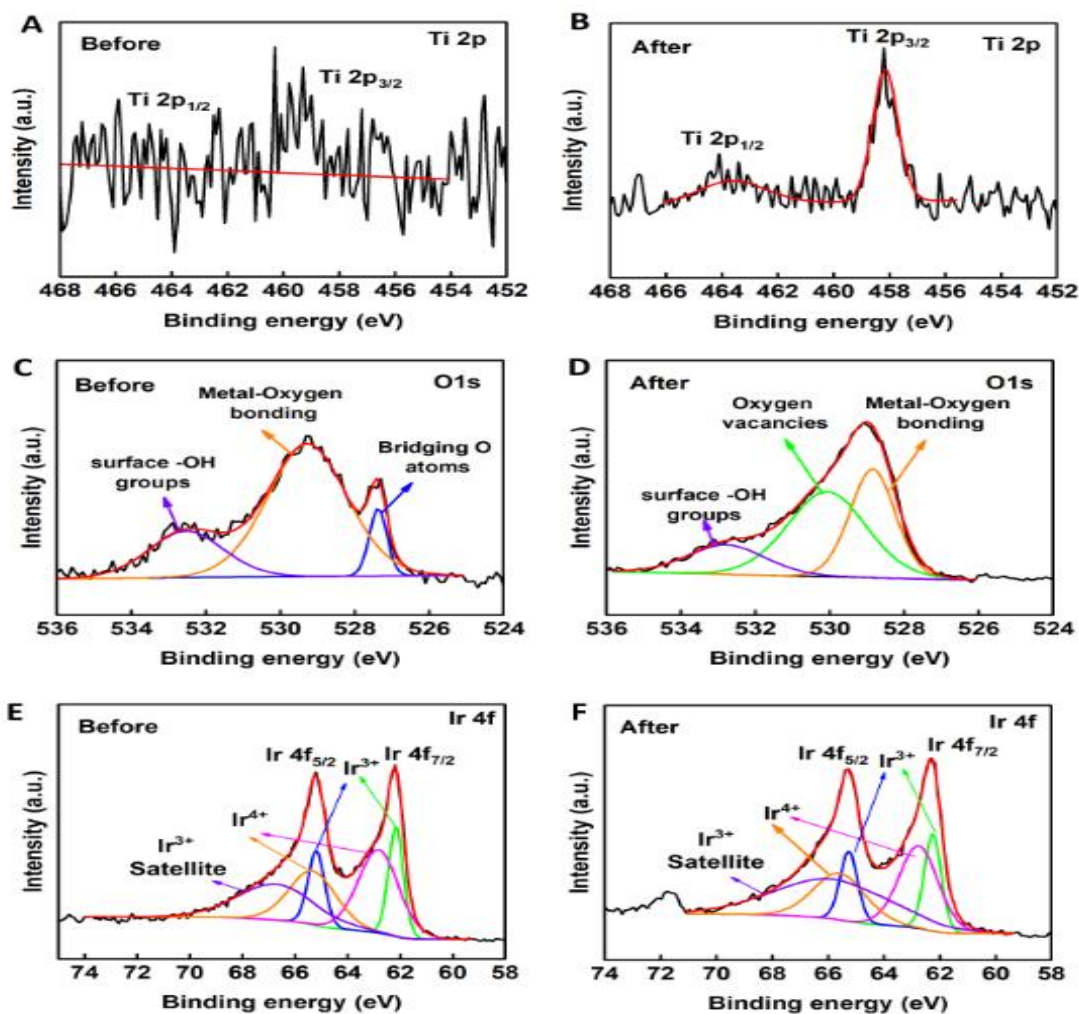 A
Before
Ti 2p
Ti 2p1/2
Ti 2p3/2
Intensity (a.u.)
468 466 464 462 460 458 456 454 452
Binding energy (eV)
B
After
Ti 2p3/2
Ti 2p
Ti 2p1/2
Intensity (a.u.)
468 466 464 462 460 458 456 454 452
Binding energy (eV)
C
Before
O1s
Metal-Oxygen
bonding
Bridging O
atoms
surface -OH
groups
Intensity (a.u.)
536 534 532 530 528 526 524
Binding energy (eV)
D
After
O1s
Oxygen
vacancies
Metal-Oxygen
bonding
surface -OH
groups
Intensity (a.u.)
536 534 532 530 528 526 524
Binding energy (eV)
E
Before
Ir 4f
Ir 4f5/2
Ir3+
Ir 4f7/2
Ir4+
Ir3+
Satellite
Intensity (a.u.)
74 72 70 68 66 64 62 60 58
Binding energy (eV)
F
After
Ir 4f
Ir 4f5/2
Ir3+
Ir 4f7/2
Ir4+
Ir3+
Satellite
Intensity (a.u.)
74 72 70 68 66 64 62 60 58
Binding energy (eV)